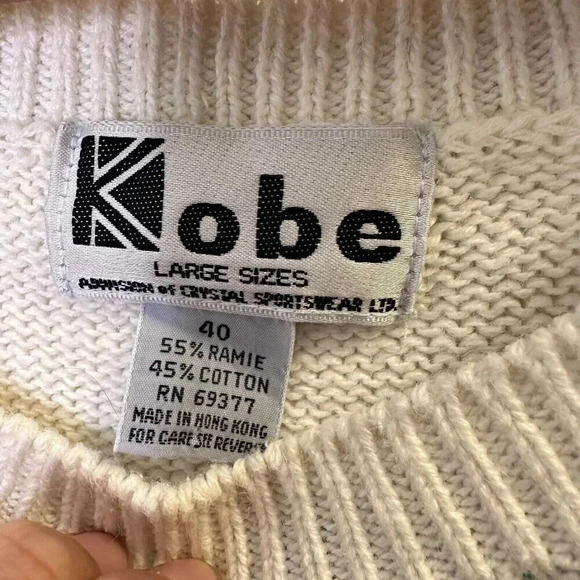 Kobe
LARGE SIZES
A DIVISION of CRYSTAL SPORTSWEAR LTD.
40
55% RAMIE
45% COTTON
RN 69377
MADE IN HONG KONG
FOR CARE SEE REVERSE